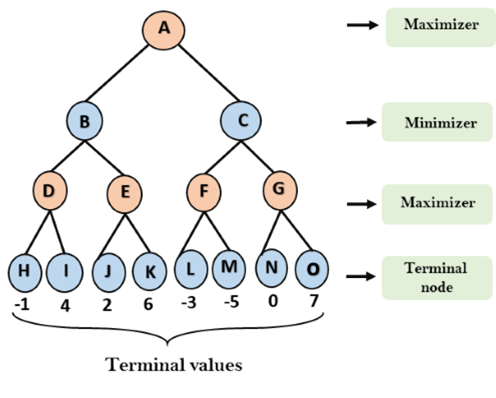 A
Maximizer
B
C
Minimizer
D
E
F
G
Maximizer
H
I
J
K
L
M
N
O
Terminal
node
-1
4
2
6
-3
-5
0
7
Terminal values